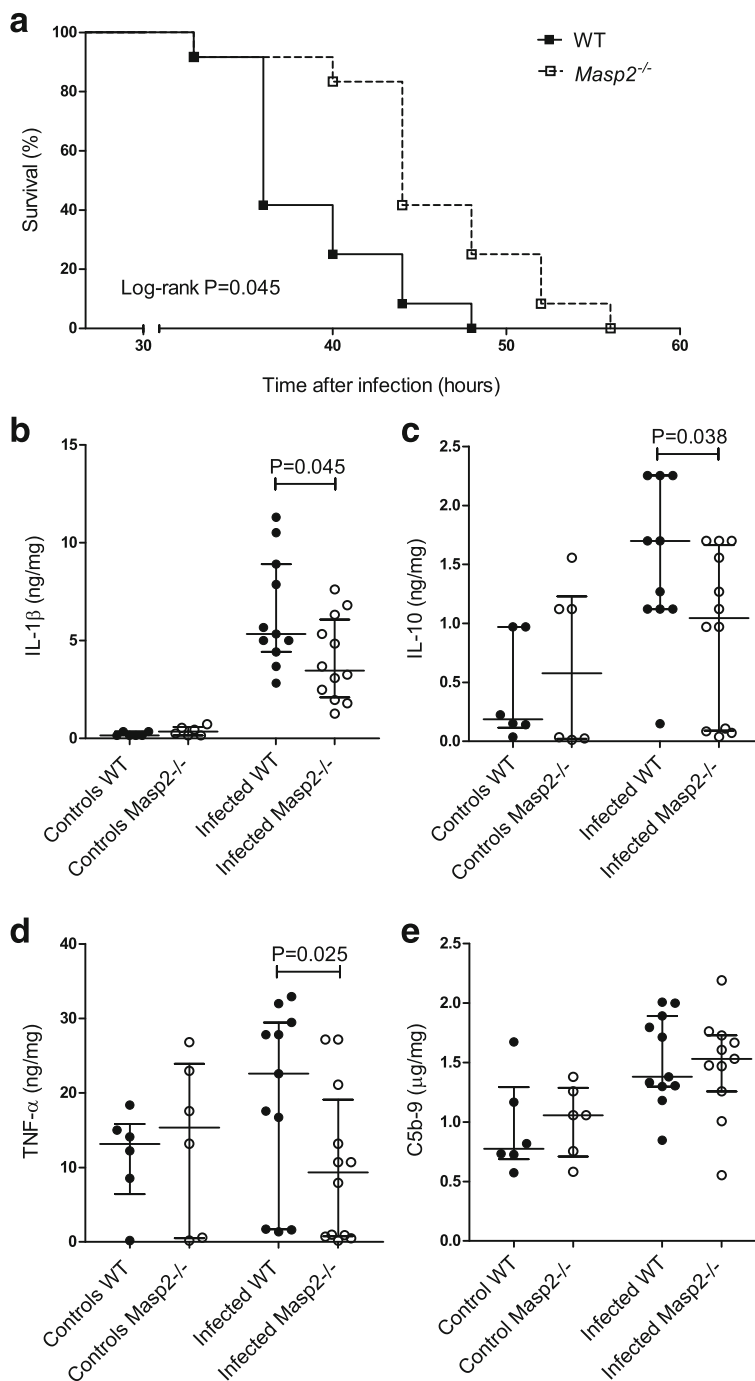 a
100
80
60
40
20
0
Survival (%)
WT
Masp2-/-
Log-rank P=0.045
30
40
50
60
Time after infection (hours)
b
15
10
5
0
IL-1β (ng/mg)
P=0.045
Controls WT
Controls Masp2-/-
Infected WT
Infected Masp2-/-
c
2.5
2.0
1.5
1.0
0.5
0.0
IL-10 (ng/mg)
P=0.038
Controls WT
Controls Masp2-/-
Infected WT
Infected Masp2-/-
d
40
30
20
10
0
TNF-α (ng/mg)
P=0.025
Controls WT
Controls Masp2-/-
Infected WT
Infected Masp2-/-
e
2.5
2.0
1.5
1.0
0.5
0.0
C5b-9 (μg/mg)
Control WT
Control Masp2-/-
Infected WT
Infected Masp2-/-